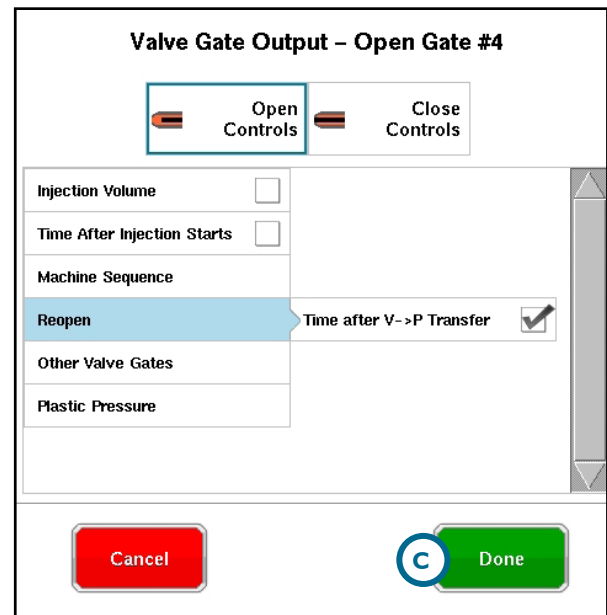 Valve Gate Output – Open Gate #4
Open
Controls
Close
Controls
Injection Volume
Time After Injection Starts
Machine Sequence
Reopen
Time after V->P Transfer
Other Valve Gates
Plastic Pressure
Cancel
C
Done